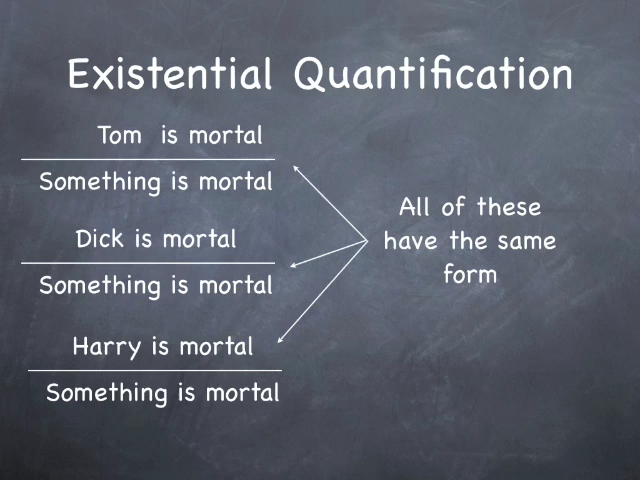 Existential Quantification
Tom is mortal
Something is mortal
Dick is mortal
Something is mortal
Harry is mortal
Something is mortal
All of these
have the same
form